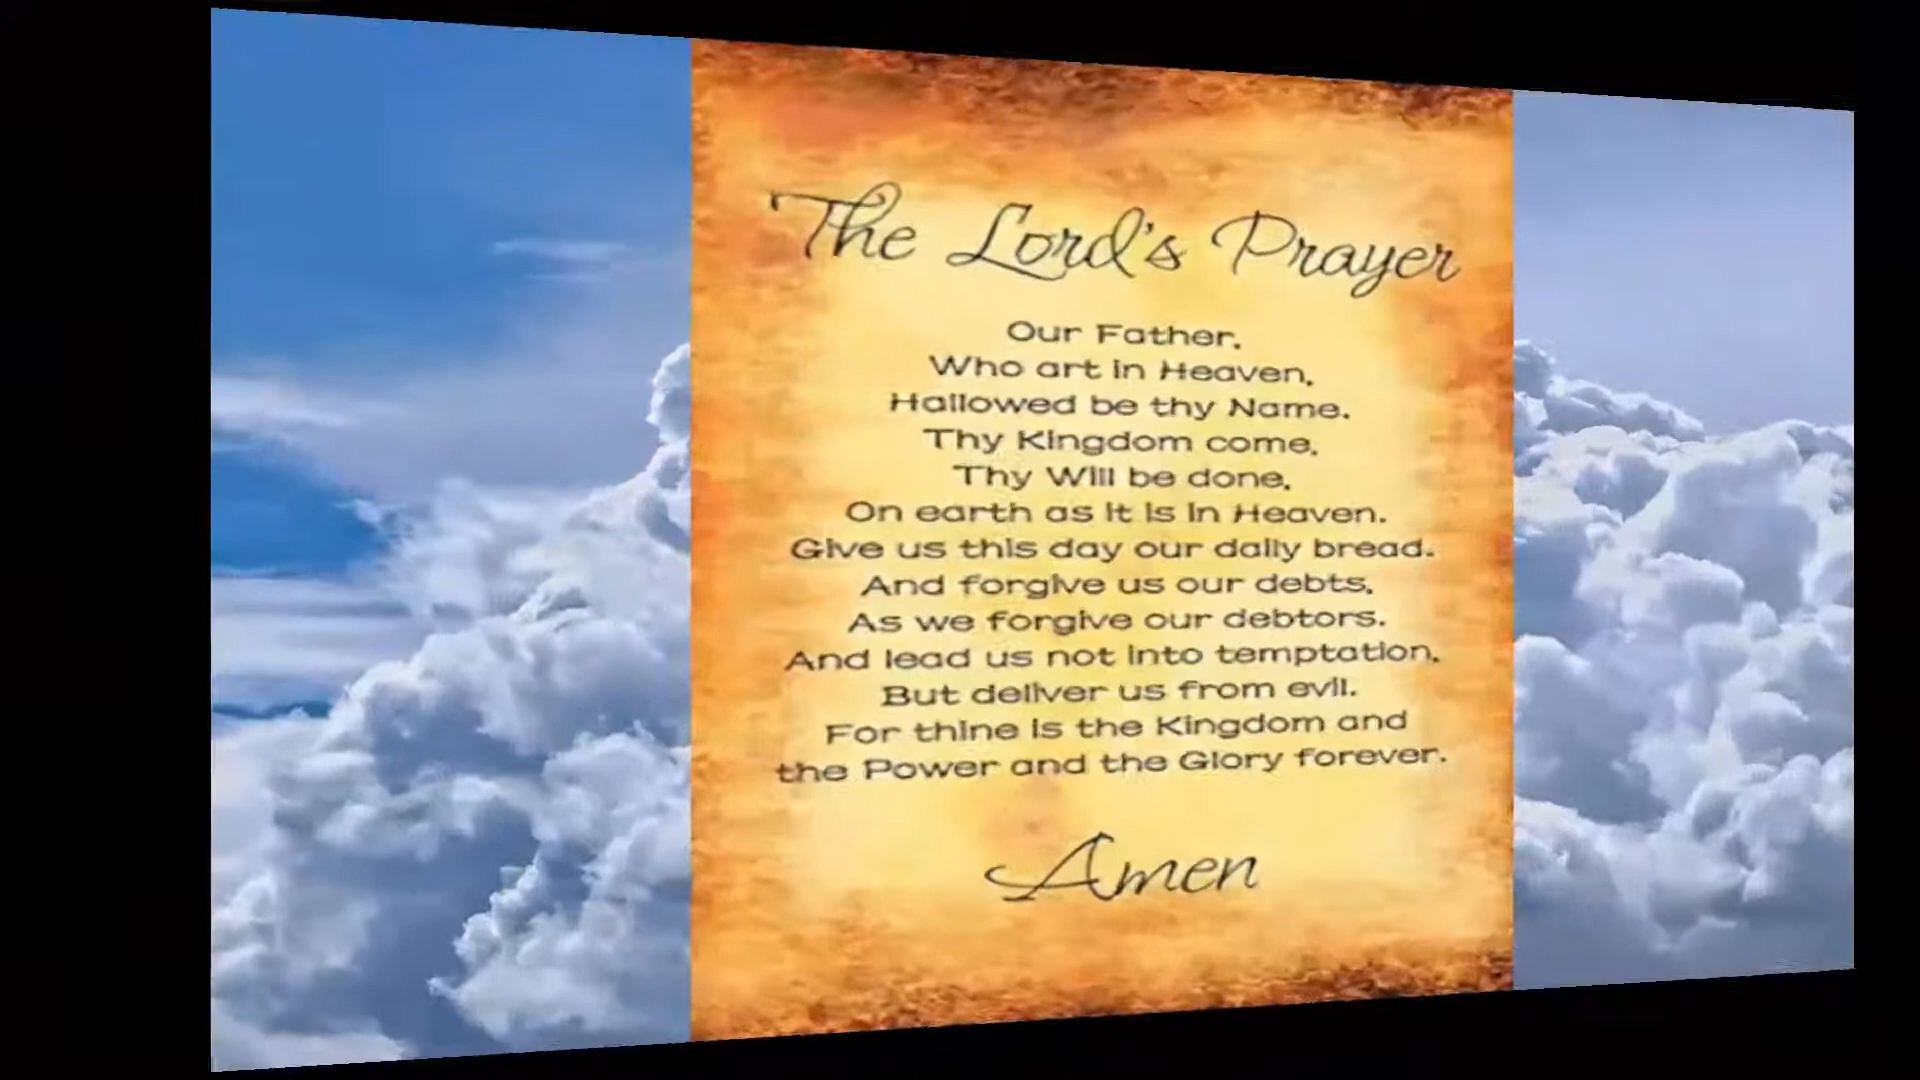 The Lord's Prayer
Our Father,
Who art in Heaven,
Hallowed be thy Name.
Thy Kingdom come,
Thy Will be done,
On earth as it is in Heaven.
Give us this day our daily bread.
And forgive us our debts,
As we forgive our debtors.
And lead us not into temptation,
But deliver us from evil.
For thine is the Kingdom and
the Power and the Glory forever.
Amen